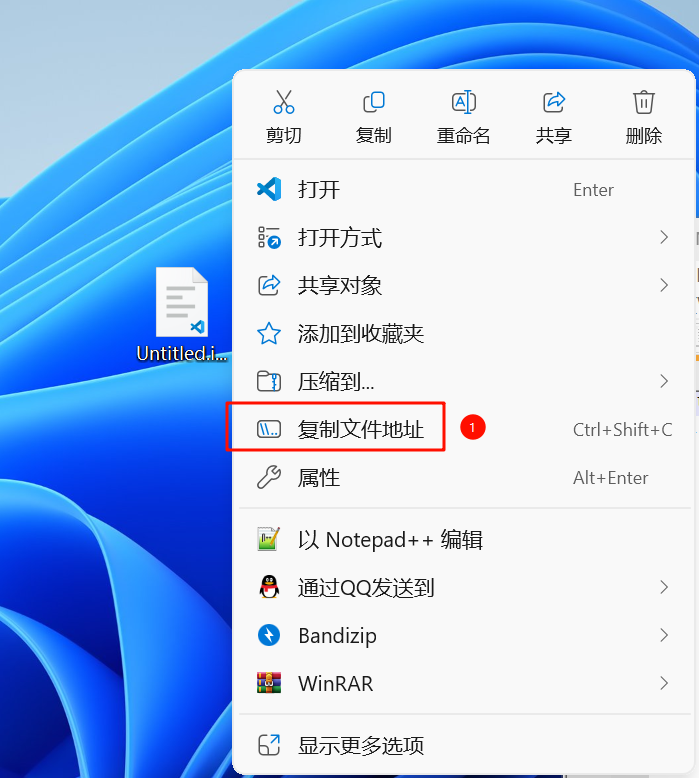 剪切
复制
重命名
共享
删除
打开 Enter
打开方式
共享对象
添加到收藏夹
压缩到...
复制文件地址 1 Ctrl+Shift+C
属性 Alt+Enter
以 Notepad++ 编辑
通过QQ发送到
Bandizip
WinRAR
显示更多选项
Untitled.i...